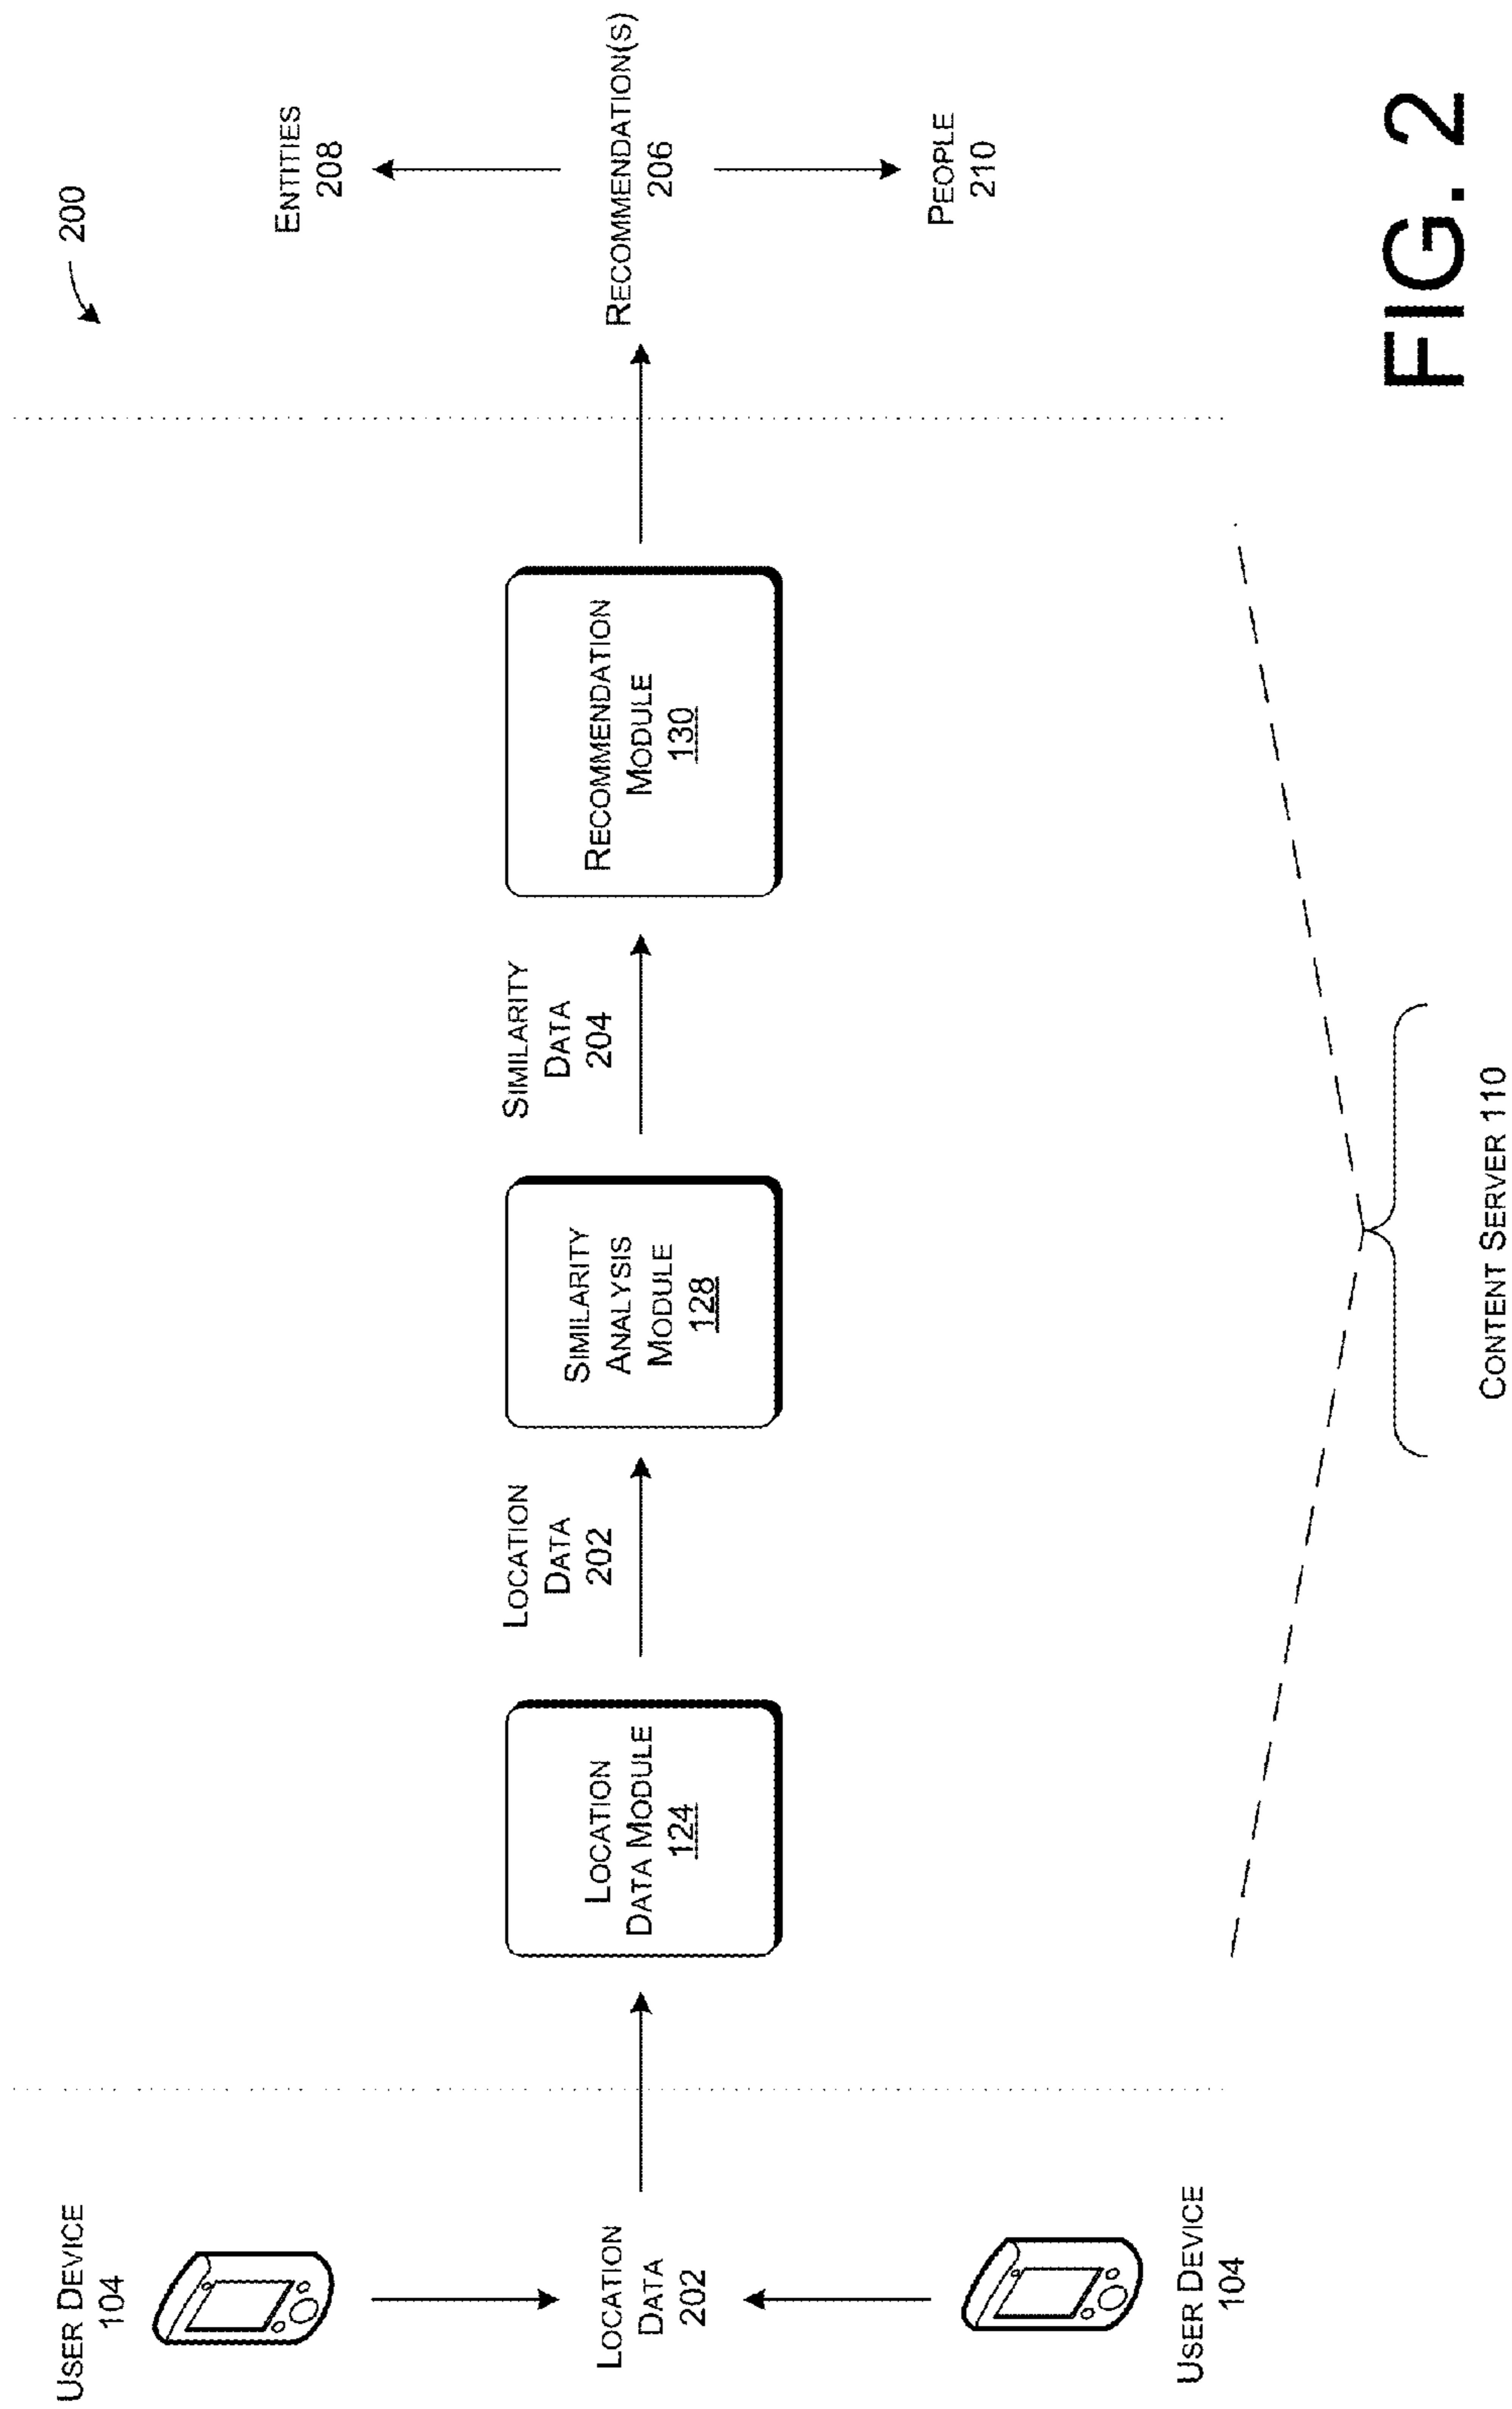 200
USER DEVICE
104
LOCATION
DATA
202
USER DEVICE
104
LOCATION
DATA MODULE
124
LOCATION
DATA
202
SIMILARITY
ANALYSIS
MODULE
128
SIMILARITY
DATA
204
RECOMMENDATION
MODULE
130
ENTITIES
208
RECOMMENDATION(S)
206
PEOPLE
210
CONTENT SERVER 110
FIG. 2